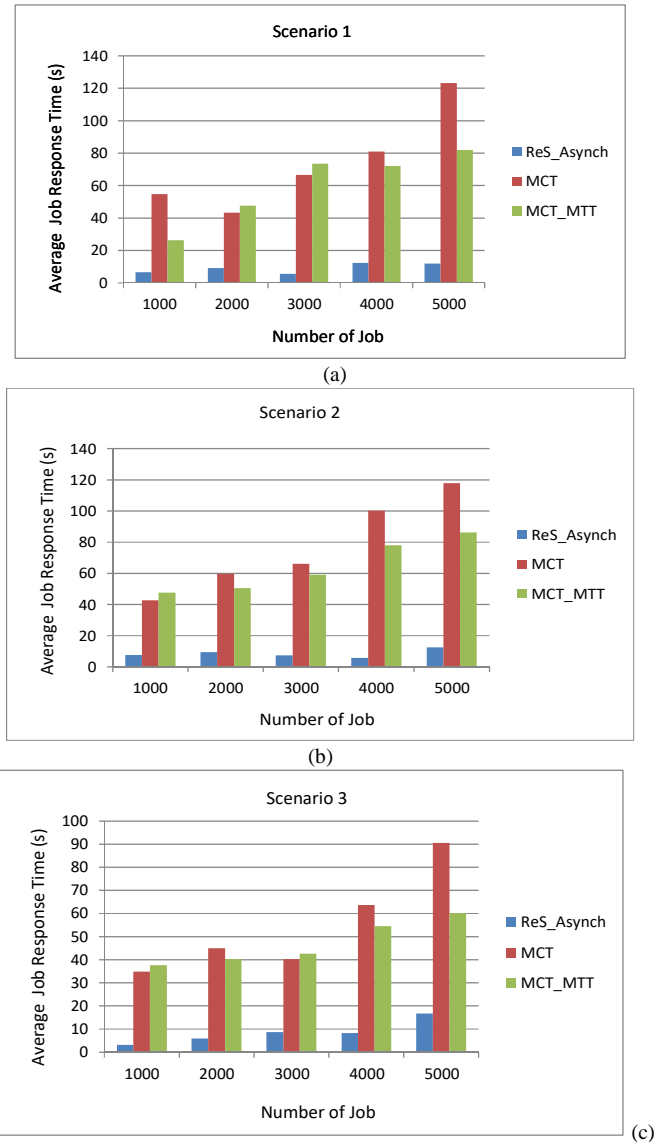 Scenario 1
Average Job Response Time (s)
140
120
100
80
60
40
20
0
1000 2000 3000 4000 5000
Number of Job
ReS_Asynch
MCT
MCT_MTT
(a)
Scenario 2
Average Job Response Time (s)
140
120
100
80
60
40
20
0
1000 2000 3000 4000 5000
Number of Job
ReS_Asynch
MCT
MCT_MTT
(b)
Scenario 3
Average Job Response Time (s)
100
90
80
70
60
50
40
30
20
10
0
1000 2000 3000 4000 5000
Number of Job
ReS_Asynch
MCT
MCT_MTT
(c)